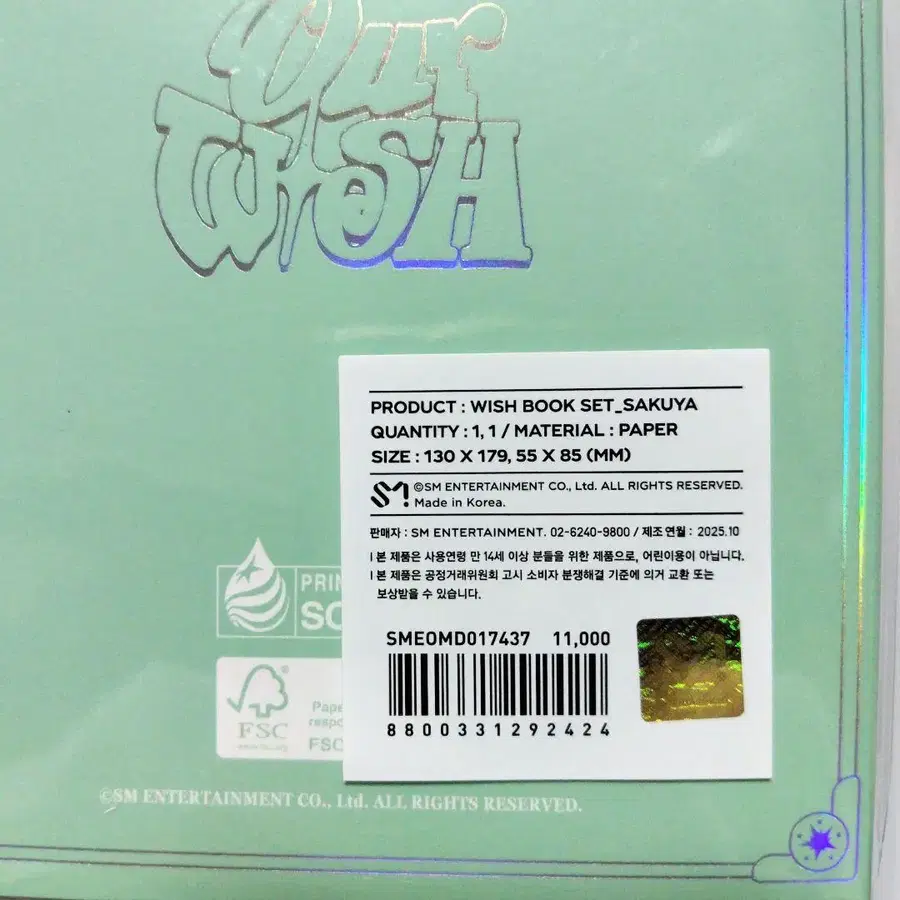 Our
WISH
PRODUCT : WISH BOOK SET_SAKUYA
QUANTITY : 1, 1 / MATERIAL : PAPER
SIZE : 130 X 179, 55 X 85 (MM)
SM ©SM ENTERTAINMENT CO., Ltd. ALL RIGHTS RESERVED.
Made in Korea.
판매자 : SM ENTERTAINMENT. 02-6240-9800 / 제조연월 : 2025.10
I 본 제품은 사용연령 만 14세 이상 분들을 위한 제품으로, 어린이용이 아닙니다.
I 본 제품은 공정거래위원회 고시 소비자 분쟁해결 기준에 의거 교환 또는
보상받을 수 있습니다.
SMEOMD017437 11,000
8800331292424
PRIN
SO
FSC®
www.fsc.org
Pape
respo
FSC
©SM ENTERTAINMENT CO., Ltd. ALL RIGHTS RESERVED.